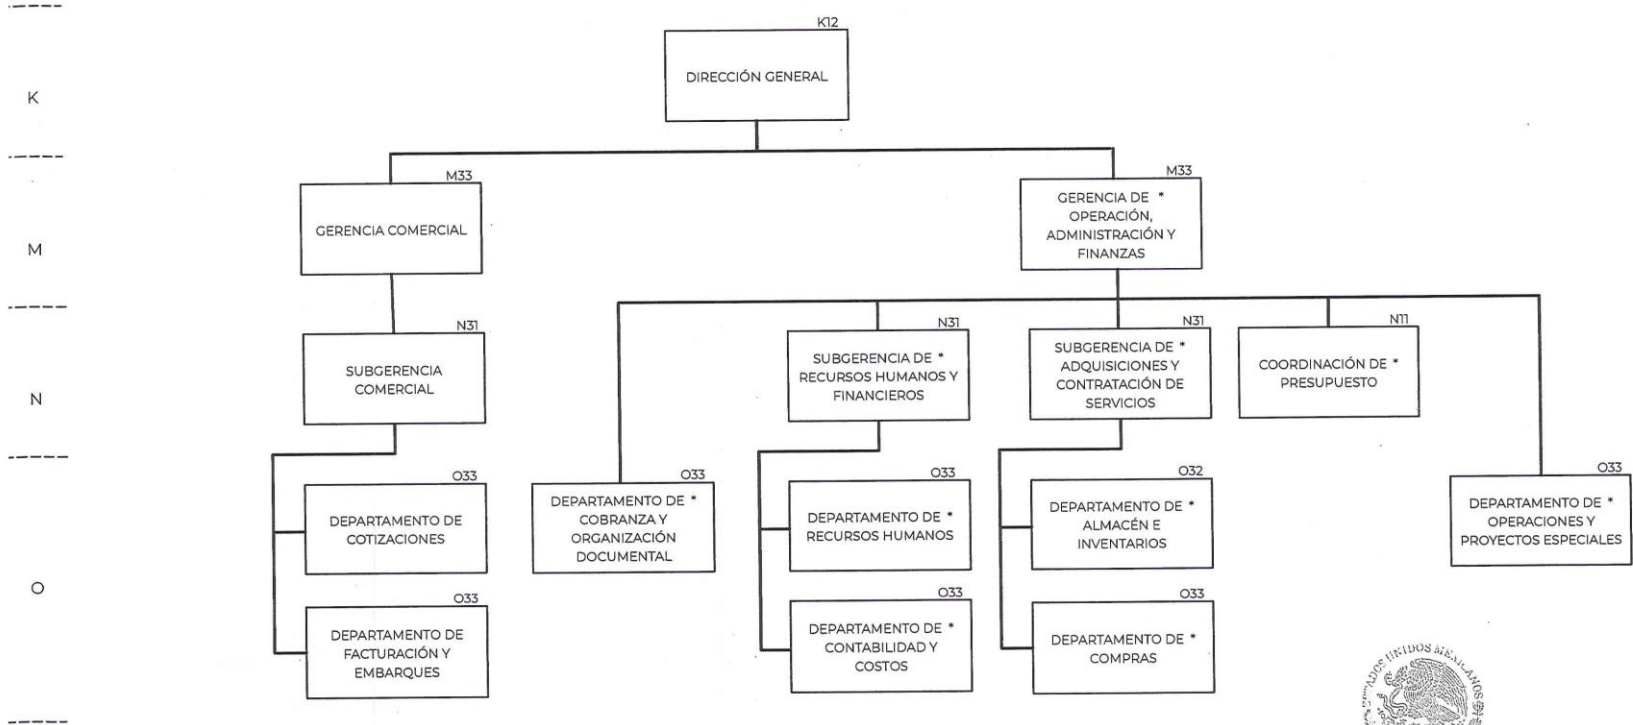 K12
DIRECCIÓN GENERAL
K
M33
GERENCIA COMERCIAL
M33
GERENCIA DE *
OPERACIÓN,
ADMINISTRACIÓN Y
FINANZAS
M
N31
SUBGERENCIA
COMERCIAL
N31
SUBGERENCIA DE *
RECURSOS HUMANOS Y
FINANCIEROS
N31
SUBGERENCIA DE *
ADQUISICIONES Y
CONTRATACIÓN DE
SERVICIOS
N11
COORDINACIÓN DE *
PRESUPUESTO
N
O33
DEPARTAMENTO DE
COTIZACIONES
O33
DEPARTAMENTO DE *
COBRANZA Y
ORGANIZACIÓN
DOCUMENTAL
O33
DEPARTAMENTO DE *
RECURSOS HUMANOS
O32
DEPARTAMENTO DE *
ALMACÉN E
INVENTARIOS
O33
DEPARTAMENTO DE *
OPERACIONES Y
PROYECTOS ESPECIALES
O
O33
DEPARTAMENTO DE
FACTURACIÓN Y
EMBARQUES
O33
DEPARTAMENTO DE *
CONTABILIDAD Y
COSTOS
O33
DEPARTAMENTO DE *
COMPRAS
UNIDOS MEXICANOS